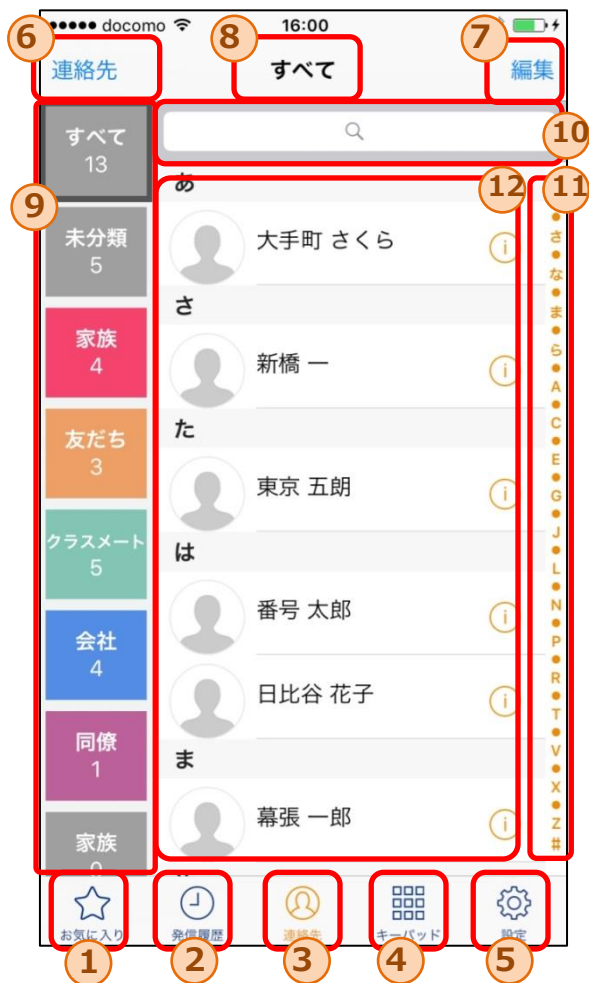 docomo 16:00
6 8 7
連絡先 すべて 編集
10
すべて
13
あ
9 12 11
未分類
5
大手町 さくら
i
さ
家族
4
新橋 一
i
た
友だち
3
東京 五朗
i
は
クラスメート
5
番号 太郎
i
会社
4
日比谷 花子
i
同僚
1
ま
幕張 一郎
i
家族
さ
な
ま
ら
A
C
E
G
J
L
N
P
R
T
V
X
Z
#
お気に入り 発信履歴 連絡先 キーパッド 設定
1 2 3 4 5